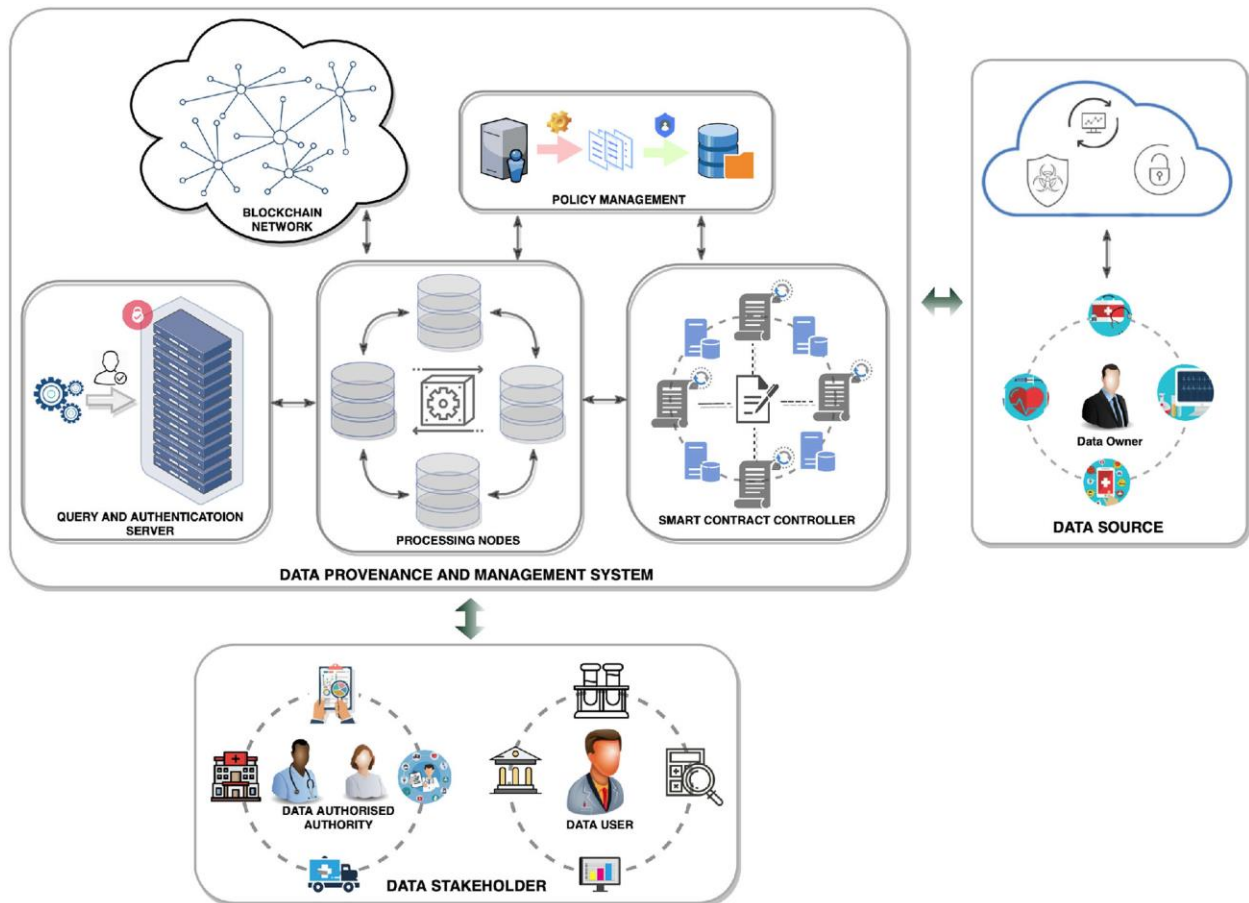 BLOCKCHAIN
NETWORK
POLICY MANAGEMENT
QUERY AND AUTHENTICATOION
SERVER
PROCESSING NODES
SMART CONTRACT CONTROLLER
DATA PROVENANCE AND MANAGEMENT SYSTEM
Data Owner
DATA SOURCE
DATA AUTHORISED
AUTHORITY
DATA USER
DATA STAKEHOLDER